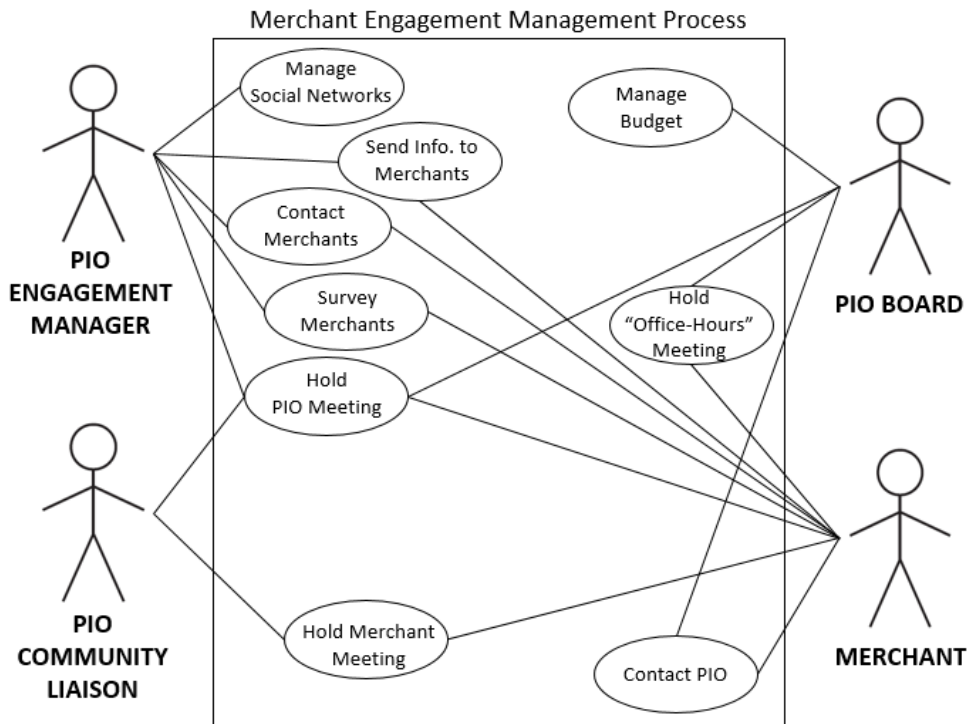 Merchant Engagement Management Process
Manage
Social Networks
Manage
Budget
Send Info. to
Merchants
Contact
Merchants
PIO
ENGAGEMENT
MANAGER
Survey
Merchants
Hold
“Office-Hours”
Meeting
PIO BOARD
Hold
PIO Meeting
PIO
COMMUNITY
LIAISON
Hold Merchant
Meeting
Contact PIO
MERCHANT